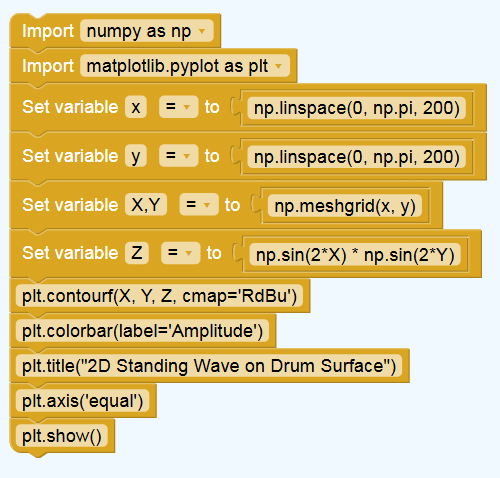 Import numpy as np
Import matplotlib.pyplot as plt
Set variable x = to np.linspace(0, np.pi, 200)
Set variable y = to np.linspace(0, np.pi, 200)
Set variable X,Y = to np.meshgrid(x, y)
Set variable Z = to np.sin(2*X) * np.sin(2*Y)
plt.contourf(X, Y, Z, cmap='RdBu')
plt.colorbar(label='Amplitude')
plt.title("2D Standing Wave on Drum Surface")
plt.axis('equal')
plt.show()